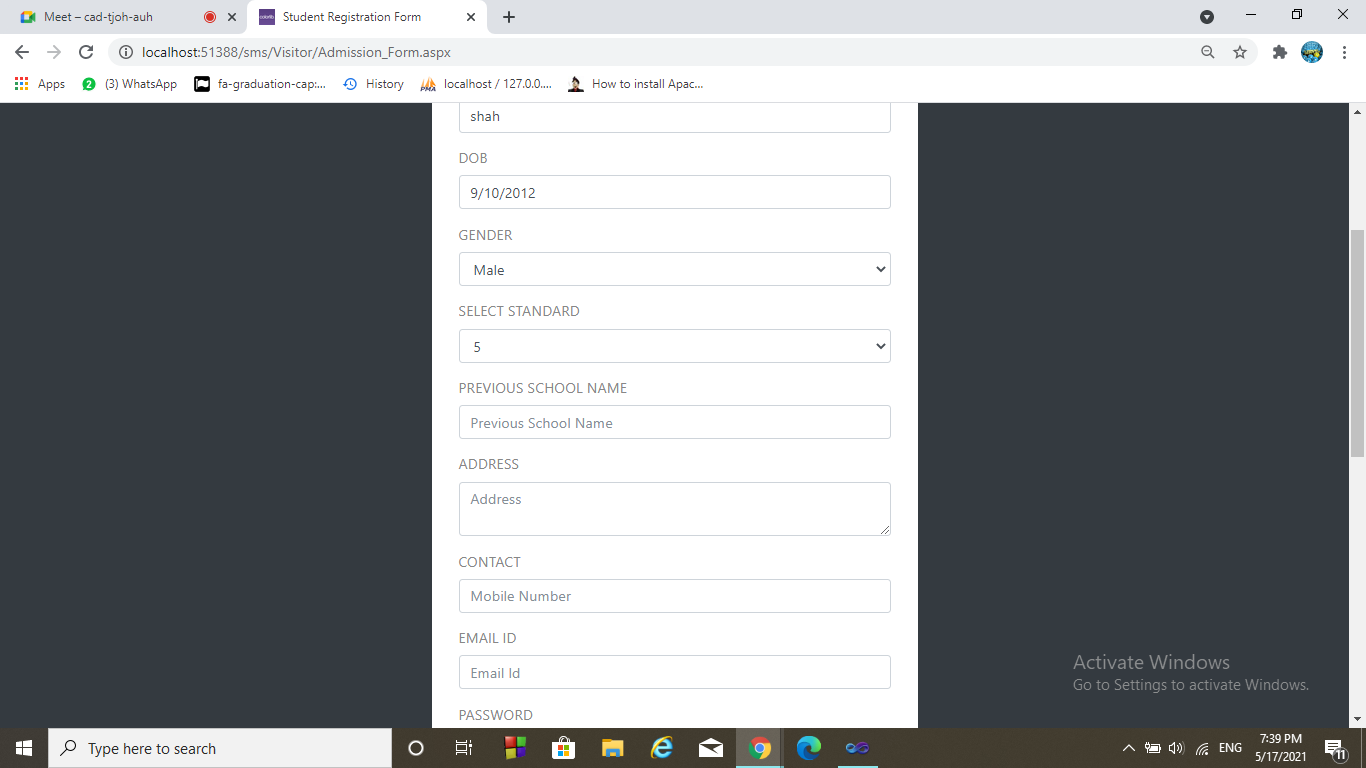 Meet – cad-tjoh-auh
colorlib
Student Registration Form
localhost:51388/sms/Visitor/Admission_Form.aspx
Apps
2
(3) WhatsApp
fa-graduation-cap:...
History
PMA
localhost / 127.0.0....
How to install Apac...
shah
DOB
9/10/2012
GENDER
Male
SELECT STANDARD
5
PREVIOUS SCHOOL NAME
Previous School Name
ADDRESS
Address
CONTACT
Mobile Number
EMAIL ID
Email Id
PASSWORD
Activate Windows
Go to Settings to activate Windows.
Type here to search
ENG
7:39 PM
5/17/2021
11